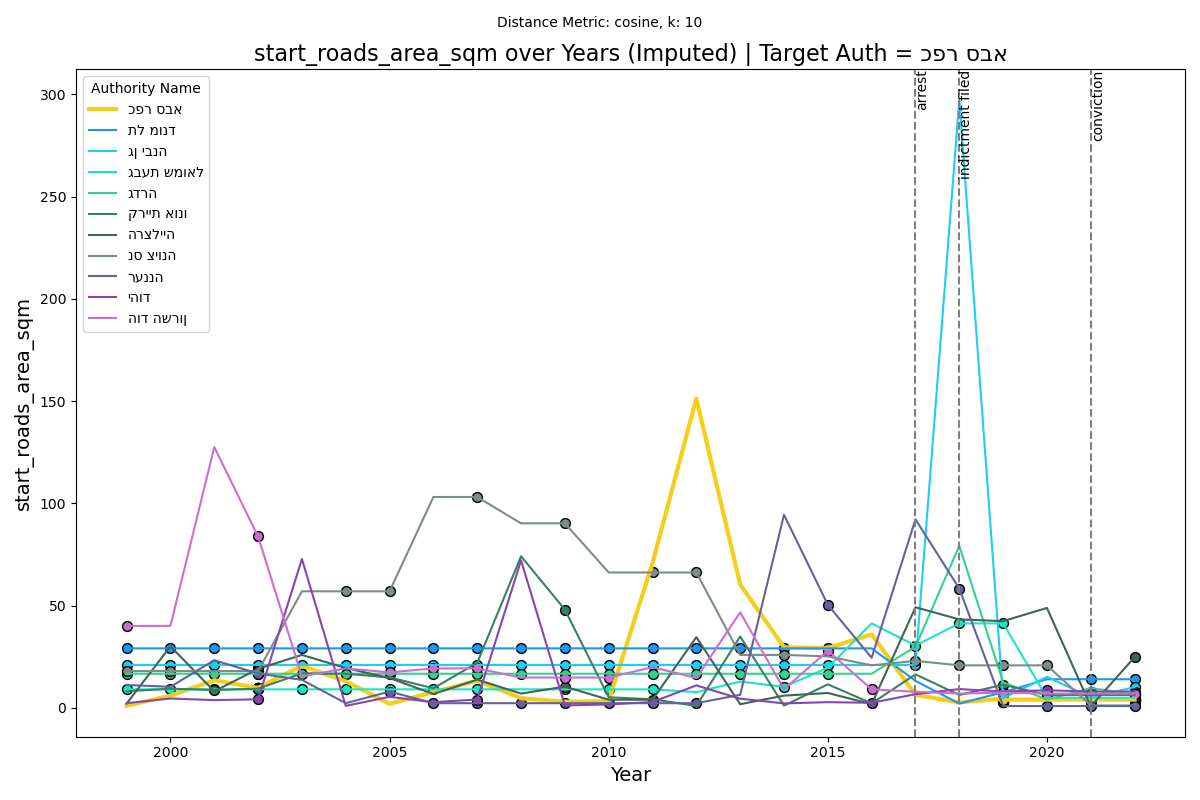 Distance Metric: cosine, k: 10
start_roads_area_sqm over Years (Imputed) | Target Auth = כפר סבא
Authority Name
כפר סבא
תל מונד
גן יבנה
גבעת שמואל
גדרה
קריית אונו
הרצלייה
נס ציונה
רעננה
יהוד
הוד השרון
arrest
indictment filed
conviction
start_roads_area_sqm
300
250
200
150
100
50
0
2000 2005 2010 2015 2020
Year